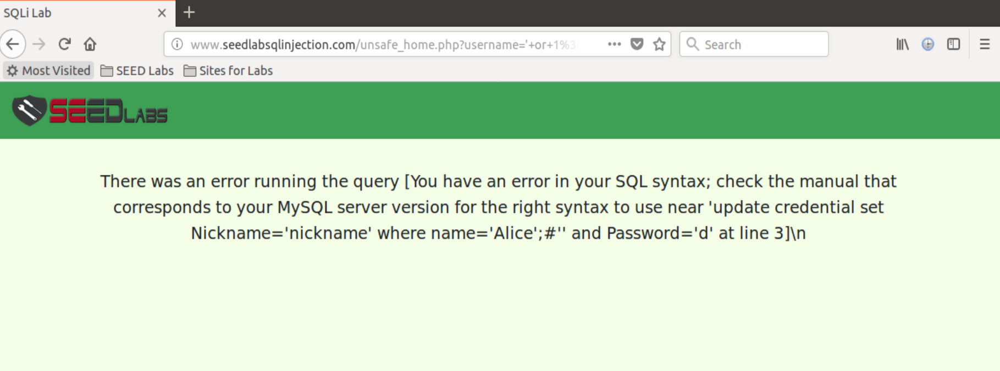 SQLi Lab
www.seedlabsqlinjection.com/unsafe_home.php?username='+or+1%3
Search
Most Visited SEED Labs Sites for Labs
SEEDLABS
There was an error running the query [You have an error in your SQL syntax; check the manual that
corresponds to your MySQL server version for the right syntax to use near 'update credential set
Nickname='nickname' where name='Alice';#'' and Password='d' at line 3]\n